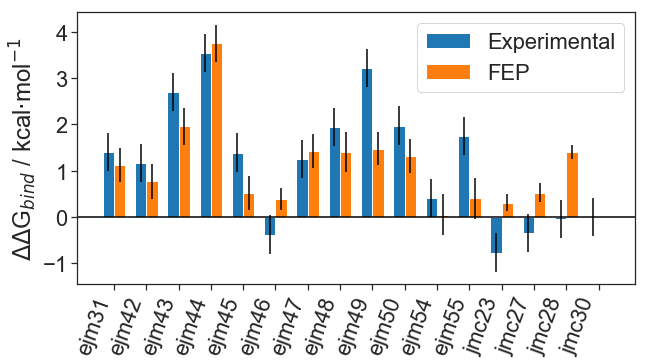 ΔΔG_bind / kcal·mol⁻¹
4
3
2
1
0
−1
Experimental
FEP
ejm31
ejm42
ejm43
ejm44
ejm45
ejm46
ejm47
ejm48
ejm49
ejm50
ejm54
ejm55
jmc23
jmc27
jmc28
jmc30